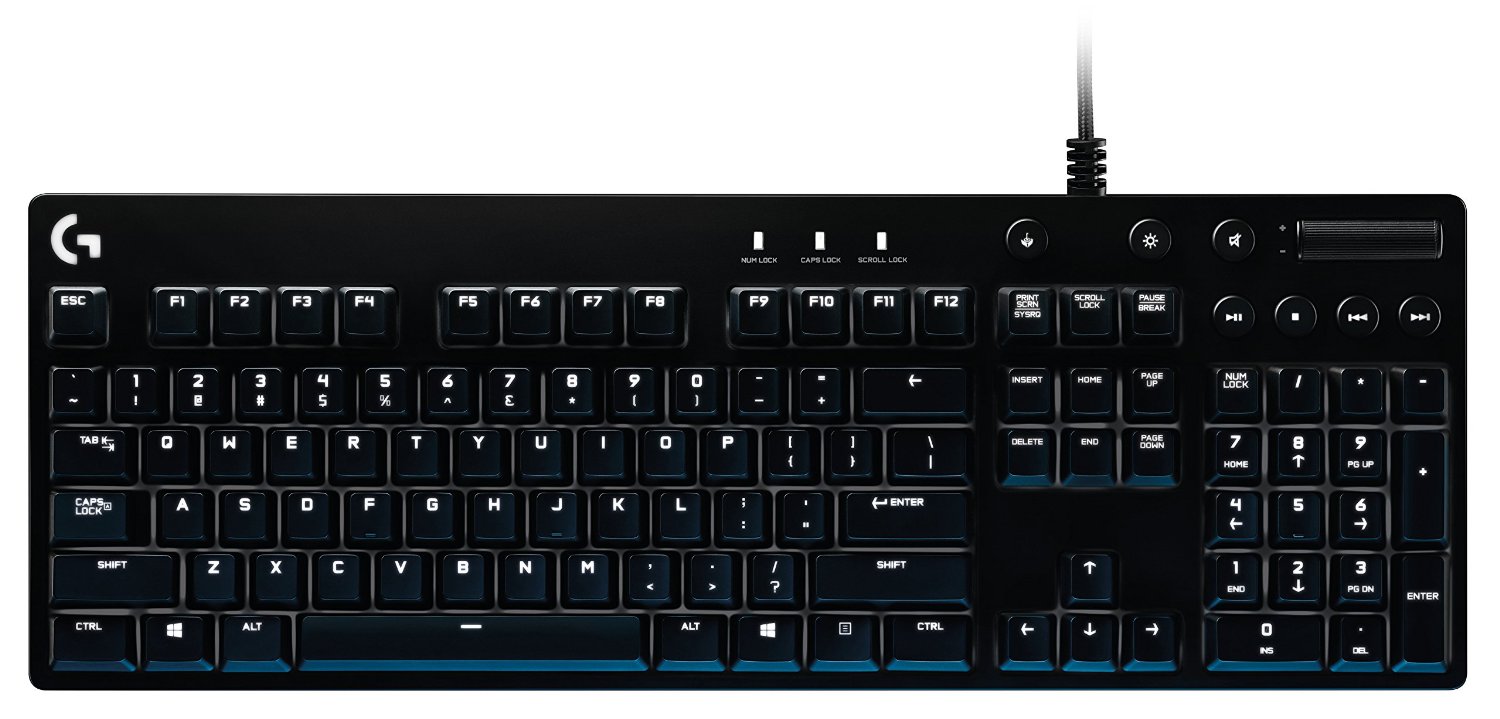 G
NUM LOCK CAPS LOCK SCROLL LOCK
+
-
ESC F1 F2 F3 F4 F5 F6 F7 F8 F9 F10 F11 F12
PRINT SCRN SYSRQ
SCROLL LOCK
PAUSE BREAK
` 1 2 3 4 5 6 7 8 9 0 - = ←
~ ! @ # $ % ^ & * ( ) _ +
INSERT HOME PAGE UP
NUM LOCK / * -
TAB Q W E R T Y U I O P [ ] \
{ } |
DELETE END PAGE DOWN
7 8 9 +
HOME ↑ PG UP
CAPS LOCK A
A S D F G H J K L ; ' ↵ ENTER
: "
4 5 6
← →
SHIFT Z X C V B N M , . / SHIFT
< > ?
↑
1 2 3
END ↓ PG DN
ENTER
CTRL ALT ALT CTRL
← ↓ →
0 .
INS DEL